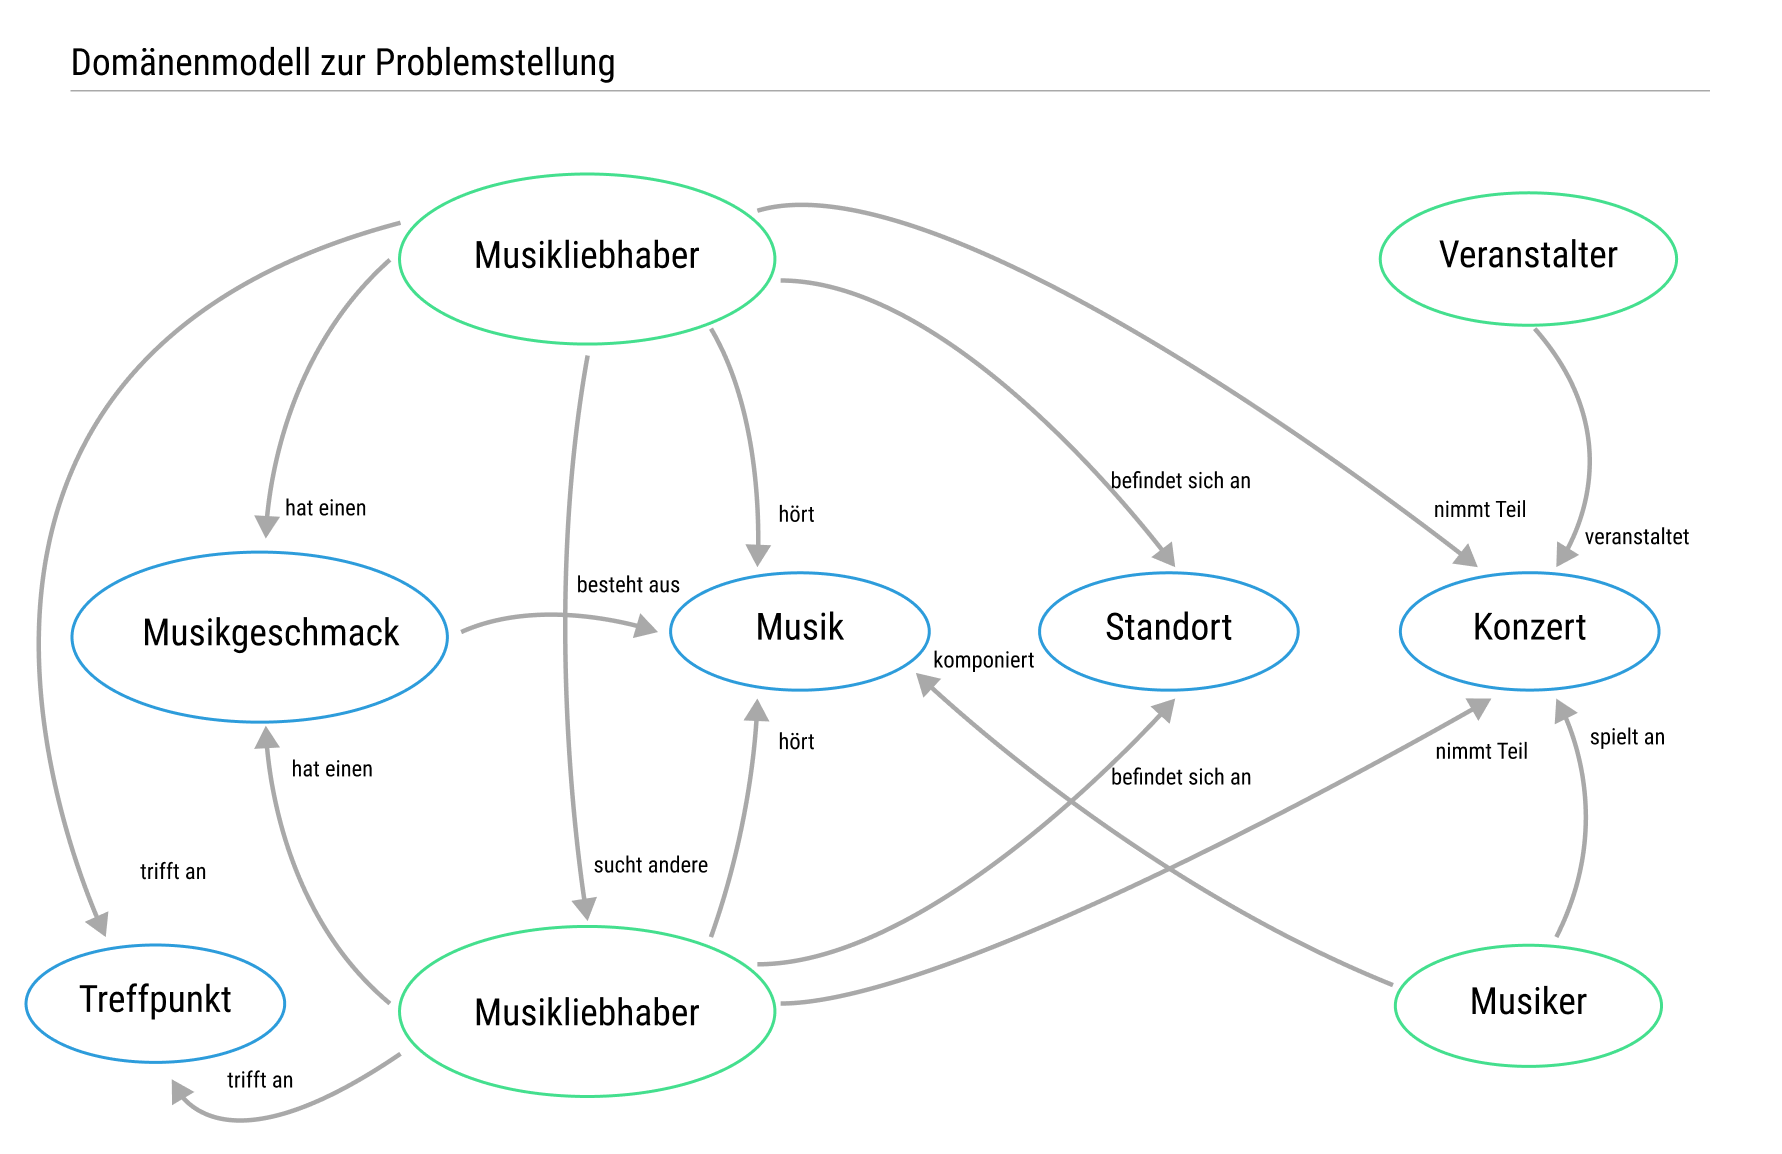 Domänenmodell zur Problemstellung
Musikliebhaber
Veranstalter
befindet sich an
hat einen
hört
nimmt Teil
veranstaltet
besteht aus
Musikgeschmack
Musik
Standort
Konzert
komponiert
hat einen
hört
befindet sich an
nimmt Teil
spielt an
trifft an
sucht andere
Treffpunkt
Musikliebhaber
Musiker
trifft an